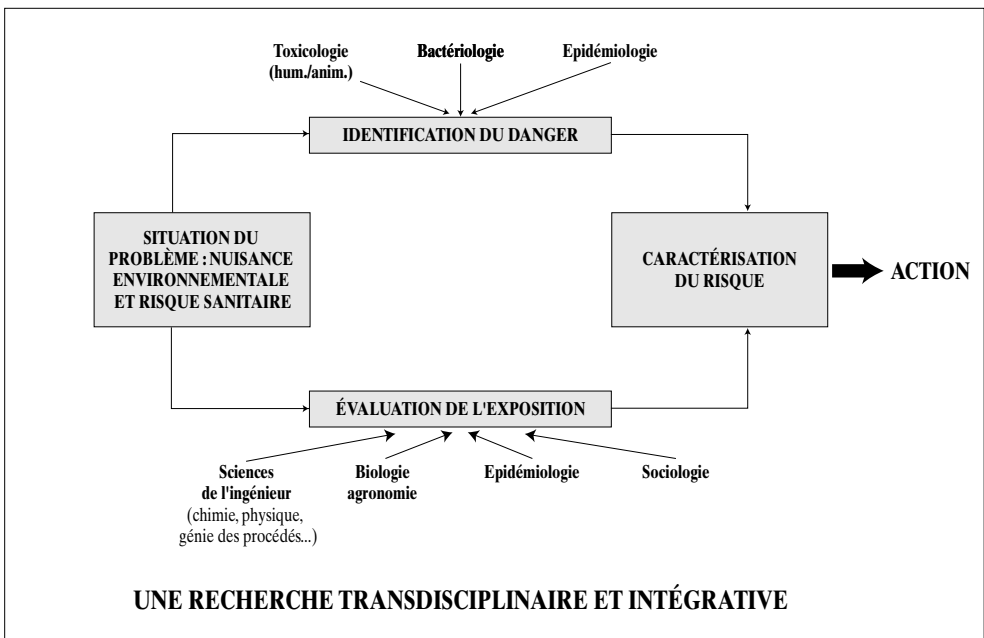 Toxicologie
(hum./anim.)
Bactériologie
Epidémiologie
IDENTIFICATION DU DANGER
SITUATION DU
PROBLÈME : NUISANCE
ENVIRONNEMENTALE
ET RISQUE SANITAIRE
CARACTÉRISATION
DU RISQUE
ACTION
ÉVALUATION DE L'EXPOSITION
Sciences
de l'ingénieur
(chimie, physique,
génie des procédés...)
Biologie
agronomie
Epidémiologie
Sociologie
UNE RECHERCHE TRANSDISCIPLINAIRE ET INTÉGRATIVE